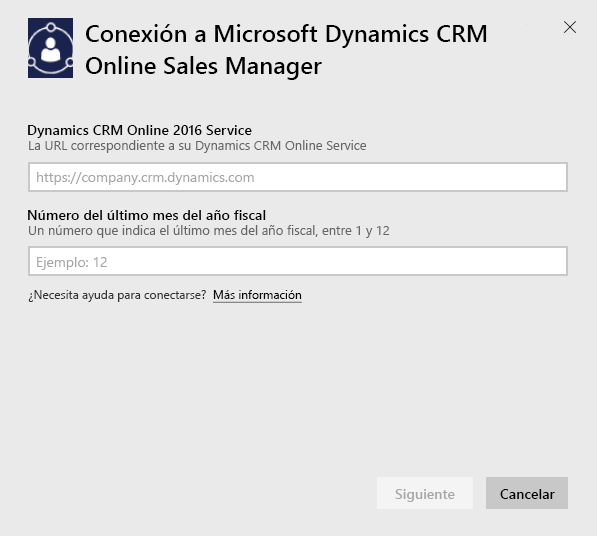 Conexión a Microsoft Dynamics CRM
Online Sales Manager
Dynamics CRM Online 2016 Service
La URL correspondiente a su Dynamics CRM Online Service
https://company.crm.dynamics.com
Número del último mes del año fiscal
Un número que indica el último mes del año fiscal, entre 1 y 12
Ejemplo: 12
¿Necesita ayuda para conectarse? Más información
Siguiente Cancelar